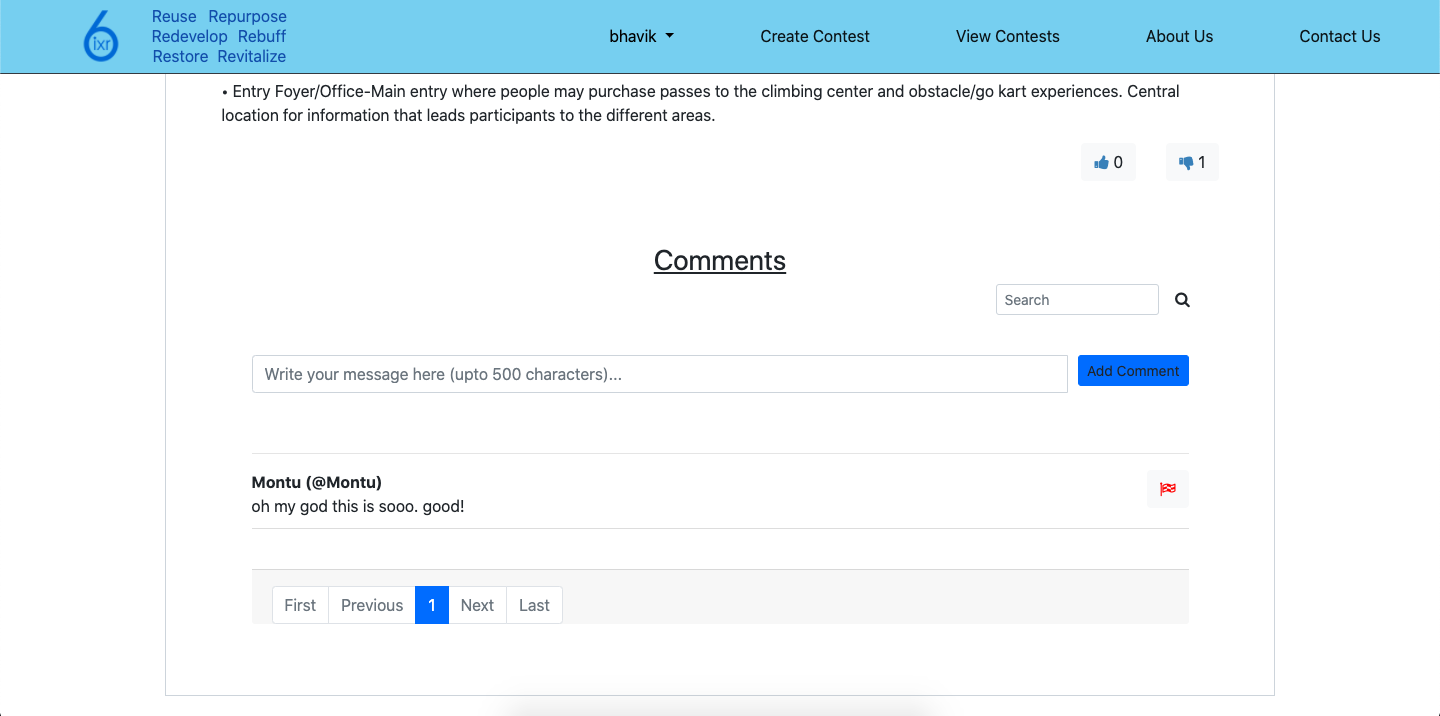 6ixr
Reuse Repurpose
Redevelop Rebuff
Restore Revitalize
bhavik
Create Contest
View Contests
About Us
Contact Us
• Entry Foyer/Office-Main entry where people may purchase passes to the climbing center and obstacle/go kart experiences. Central
location for information that leads participants to the different areas.
0
1
Comments
Search
Write your message here (upto 500 characters)...
Add Comment
Montu (@Montu)
oh my god this is sooo. good!
First Previous 1 Next Last